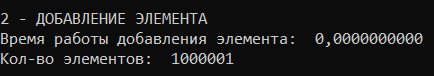 2 - ДОБАВЛЕНИЕ ЭЛЕМЕНТА
Время работы добавления элемента:  0,0000000000
Кол-во элементов:  1000001